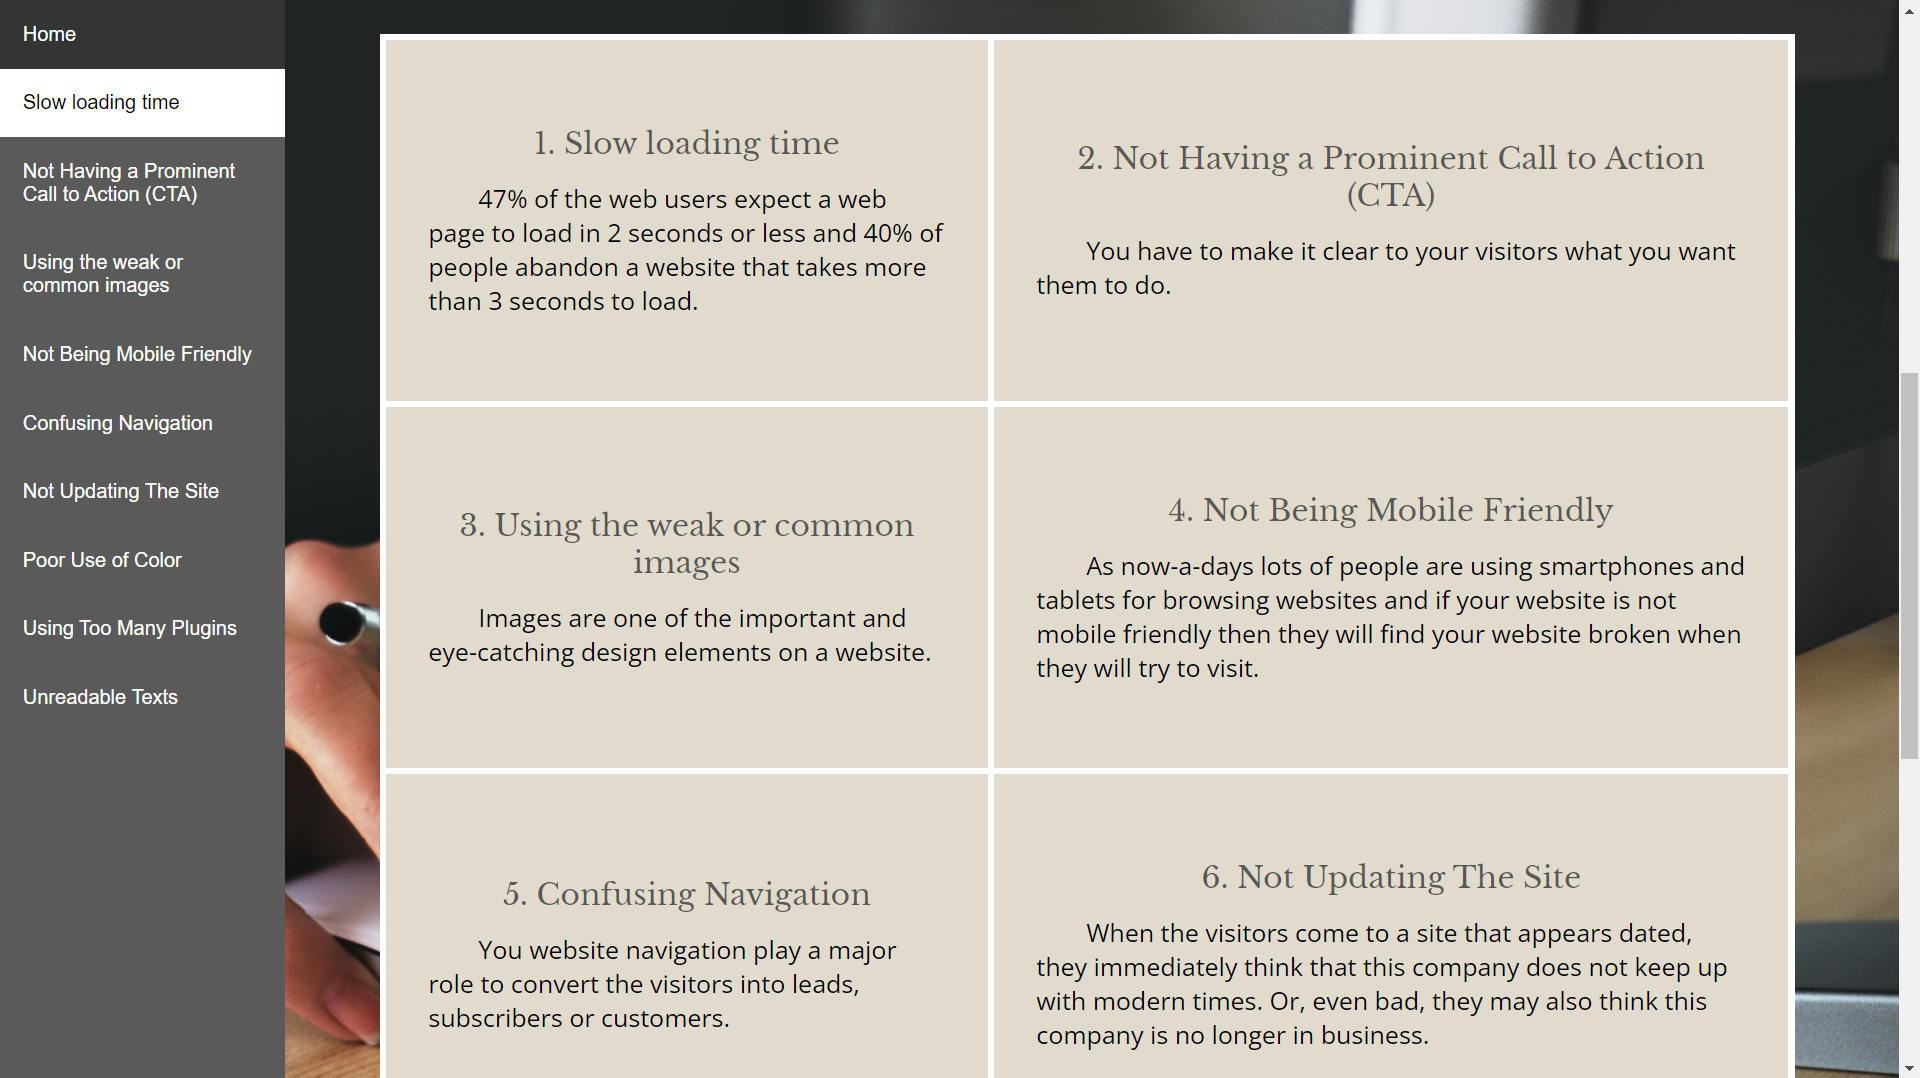 Home
Slow loading time
Not Having a Prominent
Call to Action (CTA)
Using the weak or
common images
Not Being Mobile Friendly
Confusing Navigation
Not Updating The Site
Poor Use of Color
Using Too Many Plugins
Unreadable Texts
1. Slow loading time
47% of the web users expect a web
page to load in 2 seconds or less and 40% of
people abandon a website that takes more
than 3 seconds to load.
2. Not Having a Prominent Call to Action
(CTA)
You have to make it clear to your visitors what you want
them to do.
3. Using the weak or common
images
Images are one of the important and
eye-catching design elements on a website.
4. Not Being Mobile Friendly
As now-a-days lots of people are using smartphones and
tablets for browsing websites and if your website is not
mobile friendly then they will find your website broken when
they will try to visit.
5. Confusing Navigation
You website navigation play a major
role to convert the visitors into leads,
subscribers or customers.
6. Not Updating The Site
When the visitors come to a site that appears dated,
they immediately think that this company does not keep up
with modern times. Or, even bad, they may also think this
company is no longer in business.